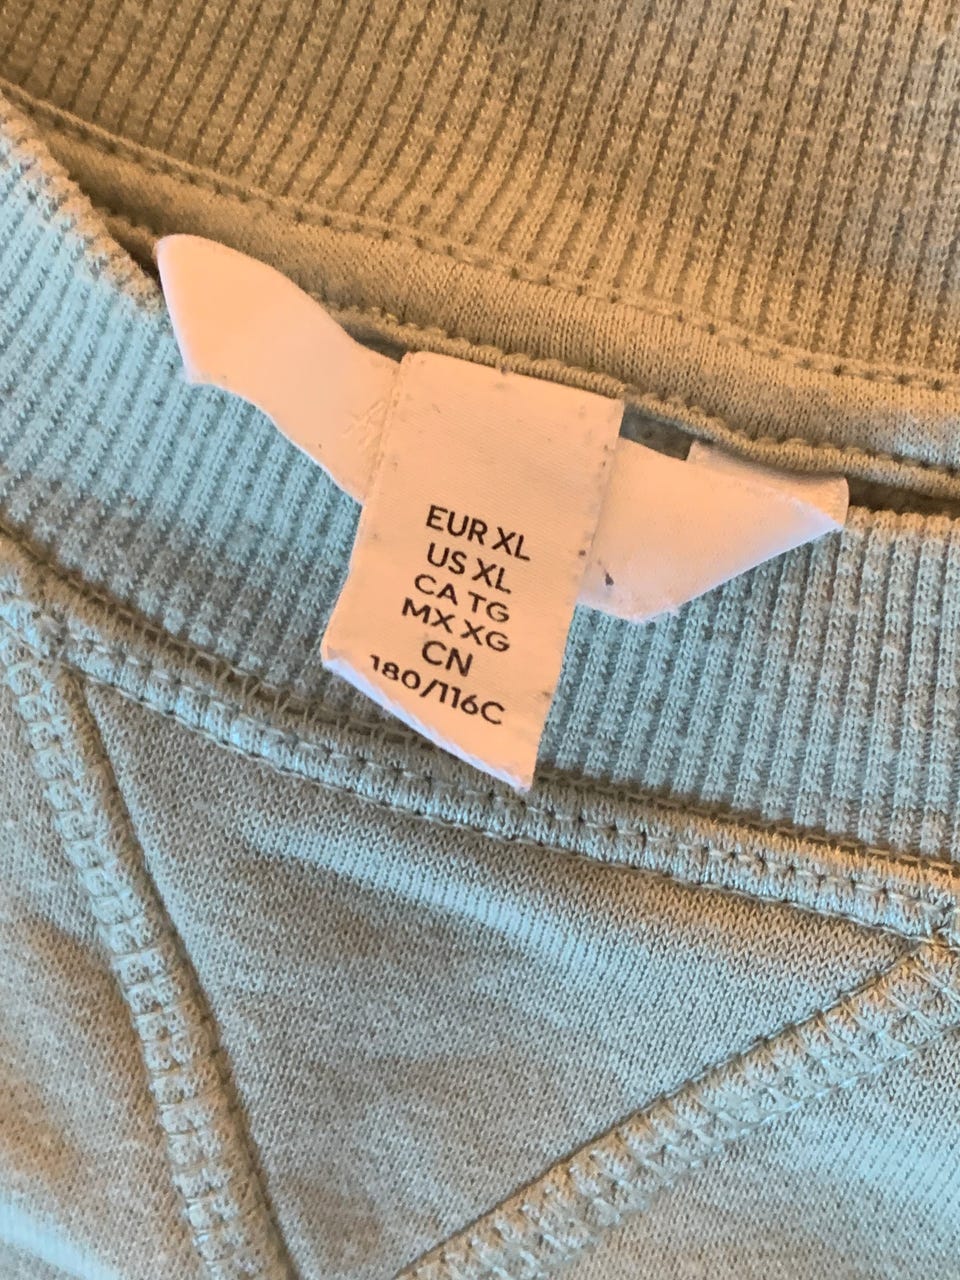 EUR XL
US XL
CA TG
MX XG
CN
180/116C